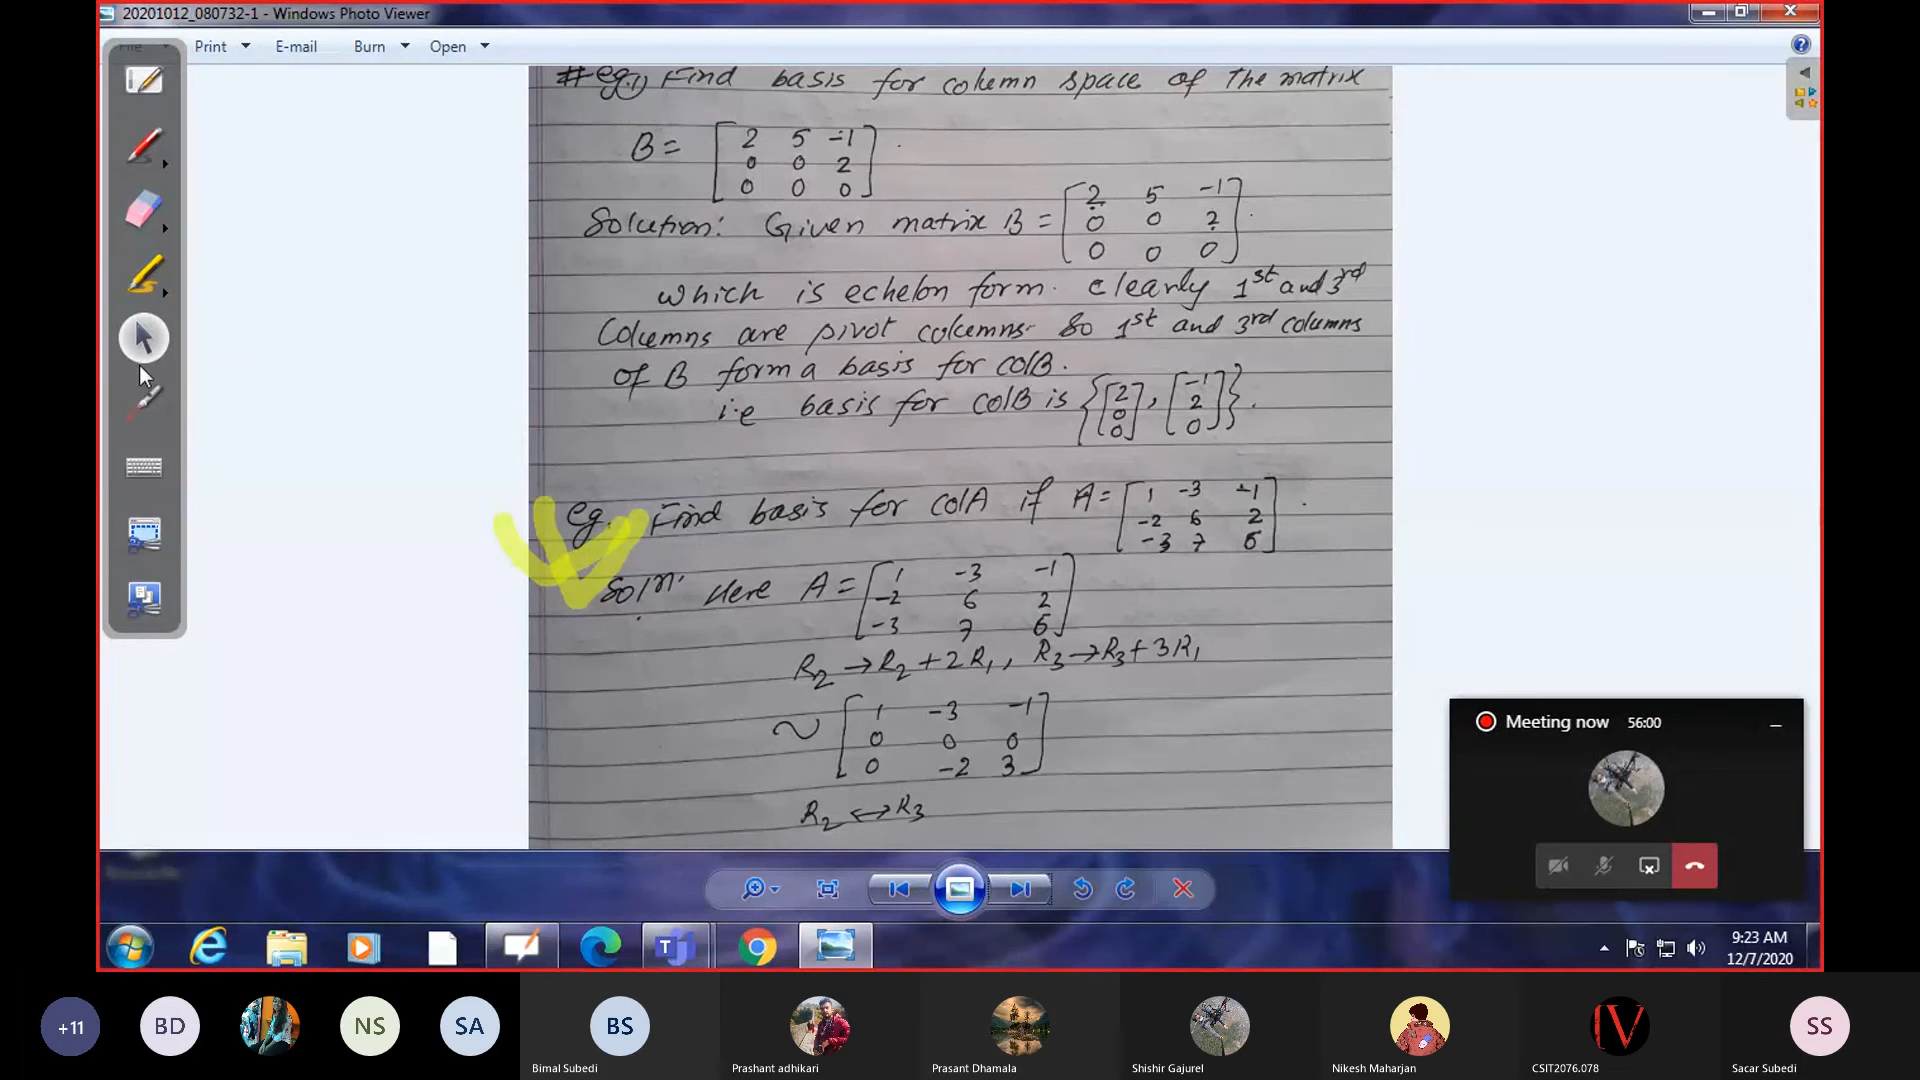 20201012_080732-1 - Windows Photo Viewer
File Print E-mail Burn Open
#eg.1) Find basis for column space of the matrix
B = [ 2 5 -1
0 0 2
0 0 0 ] .
Solution: Given matrix B = [ 2 5 -1
0 0 2
0 0 0 ] .
which is echelon form. Clearly 1st and 3rd
Columns are pivot columns. So 1st and 3rd columns
of B form a basis for colB.
i.e basis for colB is { [ 2
0
0 ] , [ -1
2
0 ] } .
eg. Find basis for colA if A = [ 1 -3 -1
-2 6 2
-3 7 6 ] .
Soln. Here A = [ 1 -3 -1
-2 6 2
-3 7 6 ]
R2 → R2 + 2R1 , R3 → R3 + 3R1
~ [ 1 -3 -1
0 0 0
0 -2 3 ]
R2 ↔ R3
Meeting now 56:00
9:23 AM
12/7/2020
+11 BD NS SA BS SS
Bimal Subedi Prashant adhikari Prasant Dhamala Shishir Gajurel Nikesh Maharjan CSIT2076.078 Sacar Subedi